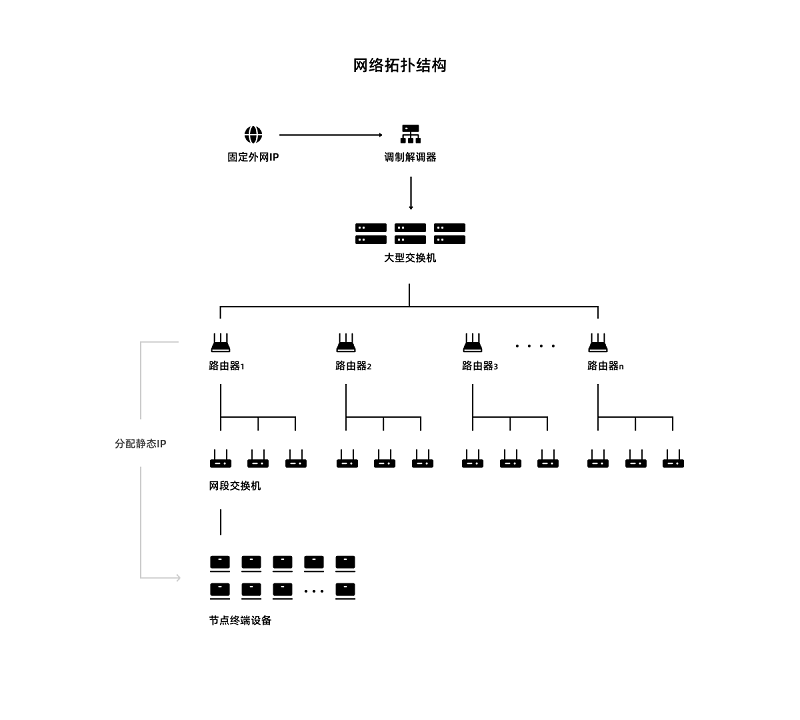 网络拓扑结构
固定外网IP
调制解调器
大型交换机
路由器1
路由器2
路由器3
路由器n
分配静态IP
网段交换机
节点终端设备